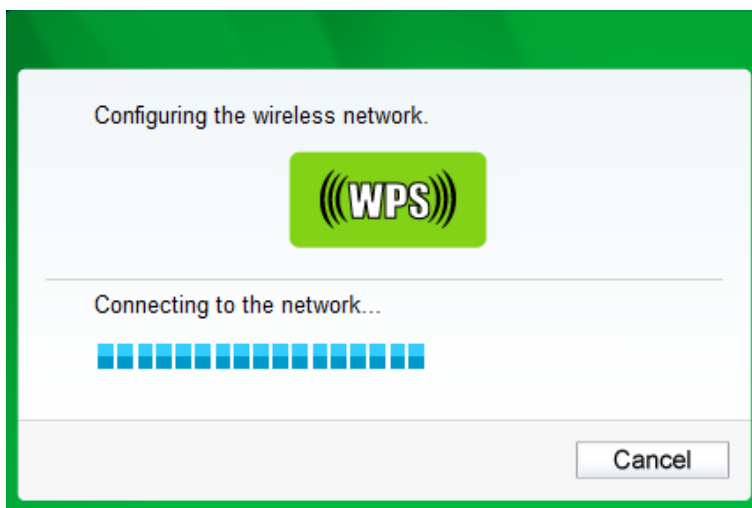 Configuring the wireless network.
WPS
Connecting to the network...
Cancel